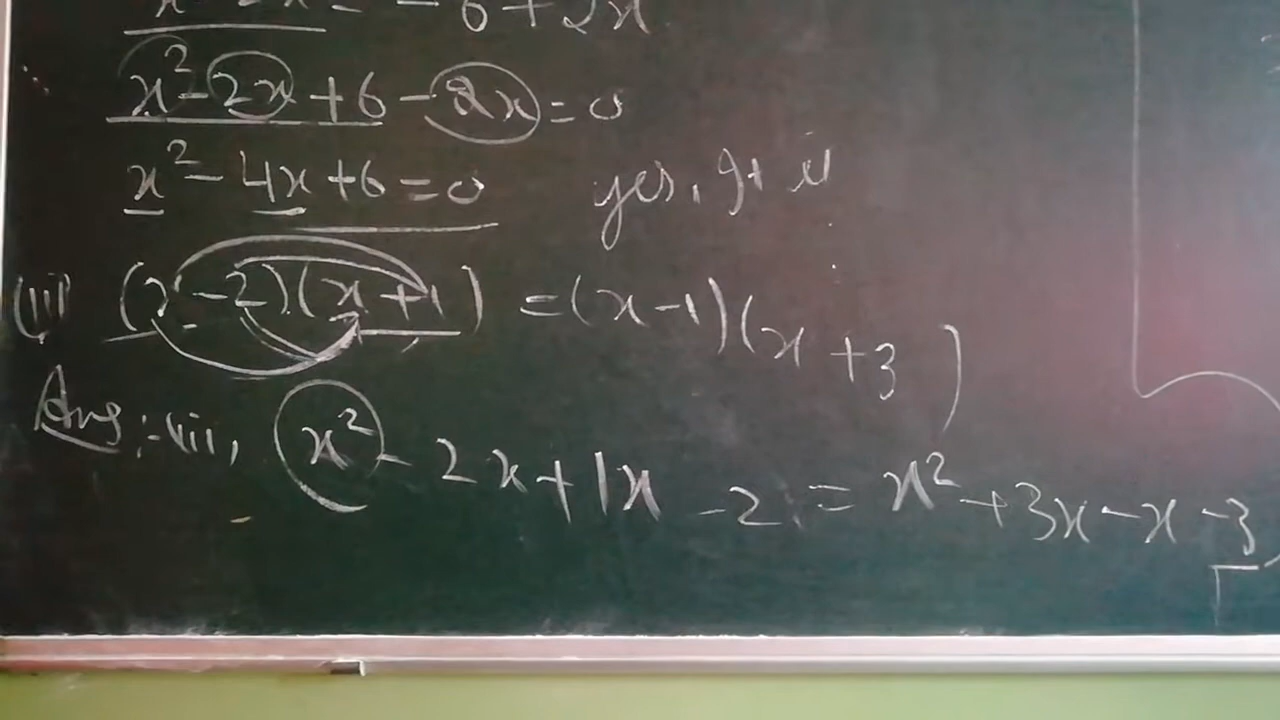 x² - 2x + 6 - 2x = 0
x² - 4x + 6 = 0 yes, It is
(iii) (x - 2)(x + 1) = (x - 1)(x + 3)
Ans :- iii, x² - 2x + 1x - 2 = x² + 3x - x - 3